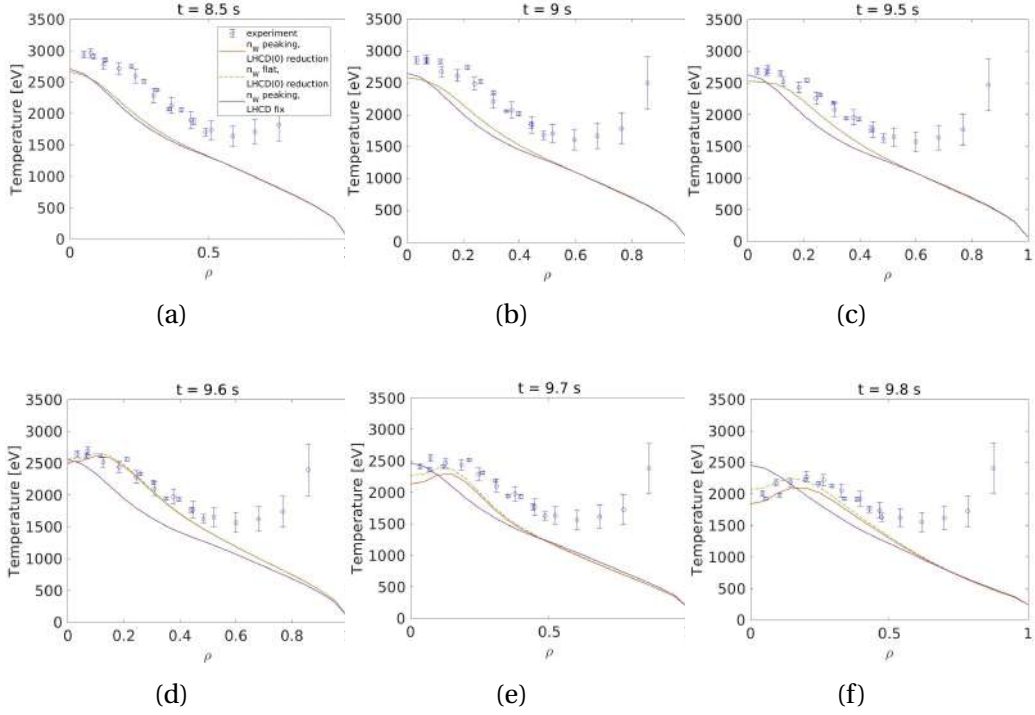 t = 8.5 s
3500
3000
2500
2000
1500
1000
500
0
Temperature [eV]
0
0.5
1
ρ
experiment
n_W peaking,
LHCD(0) reduction
n_W flat,
LHCD(0) reduction
n_W peaking,
LHCD fix
(a)
t = 9 s
3500
3000
2500
2000
1500
1000
500
0
Temperature [eV]
0
0.2
0.4
0.6
0.8
1
ρ
(b)
t = 9.5 s
3500
3000
2500
2000
1500
1000
500
0
Temperature [eV]
0
0.2
0.4
0.6
0.8
1
ρ
(c)
t = 9.6 s
3500
3000
2500
2000
1500
1000
500
0
Temperature [eV]
0
0.2
0.4
0.6
0.8
1
ρ
(d)
t = 9.7 s
3500
3000
2500
2000
1500
1000
500
0
Temperature [eV]
0
0.5
1
ρ
(e)
t = 9.8 s
3500
3000
2500
2000
1500
1000
500
0
Temperature [eV]
0
0.5
1
ρ
(f)